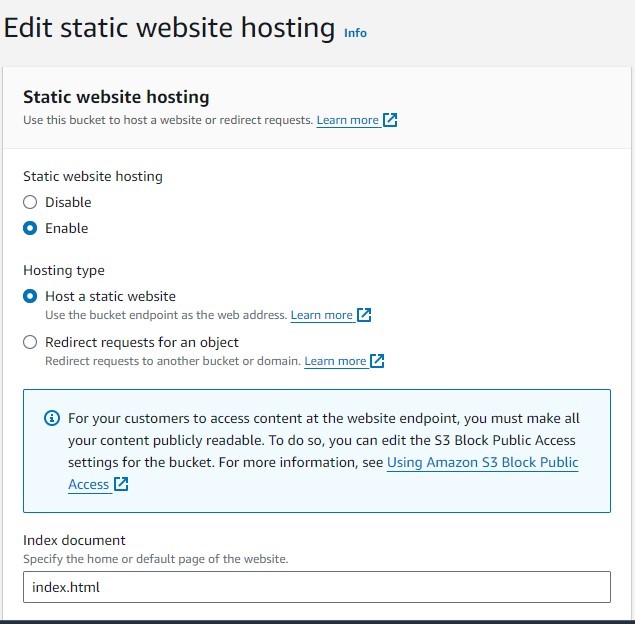 Edit static website hosting Info
Static website hosting
Use this bucket to host a website or redirect requests. Learn more
Static website hosting
Disable
Enable
Hosting type
Host a static website
Use the bucket endpoint as the web address. Learn more
Redirect requests for an object
Redirect requests to another bucket or domain. Learn more
For your customers to access content at the website endpoint, you must make all
your content publicly readable. To do so, you can edit the S3 Block Public Access
settings for the bucket. For more information, see Using Amazon S3 Block Public
Access
Index document
Specify the home or default page of the website.
index.html